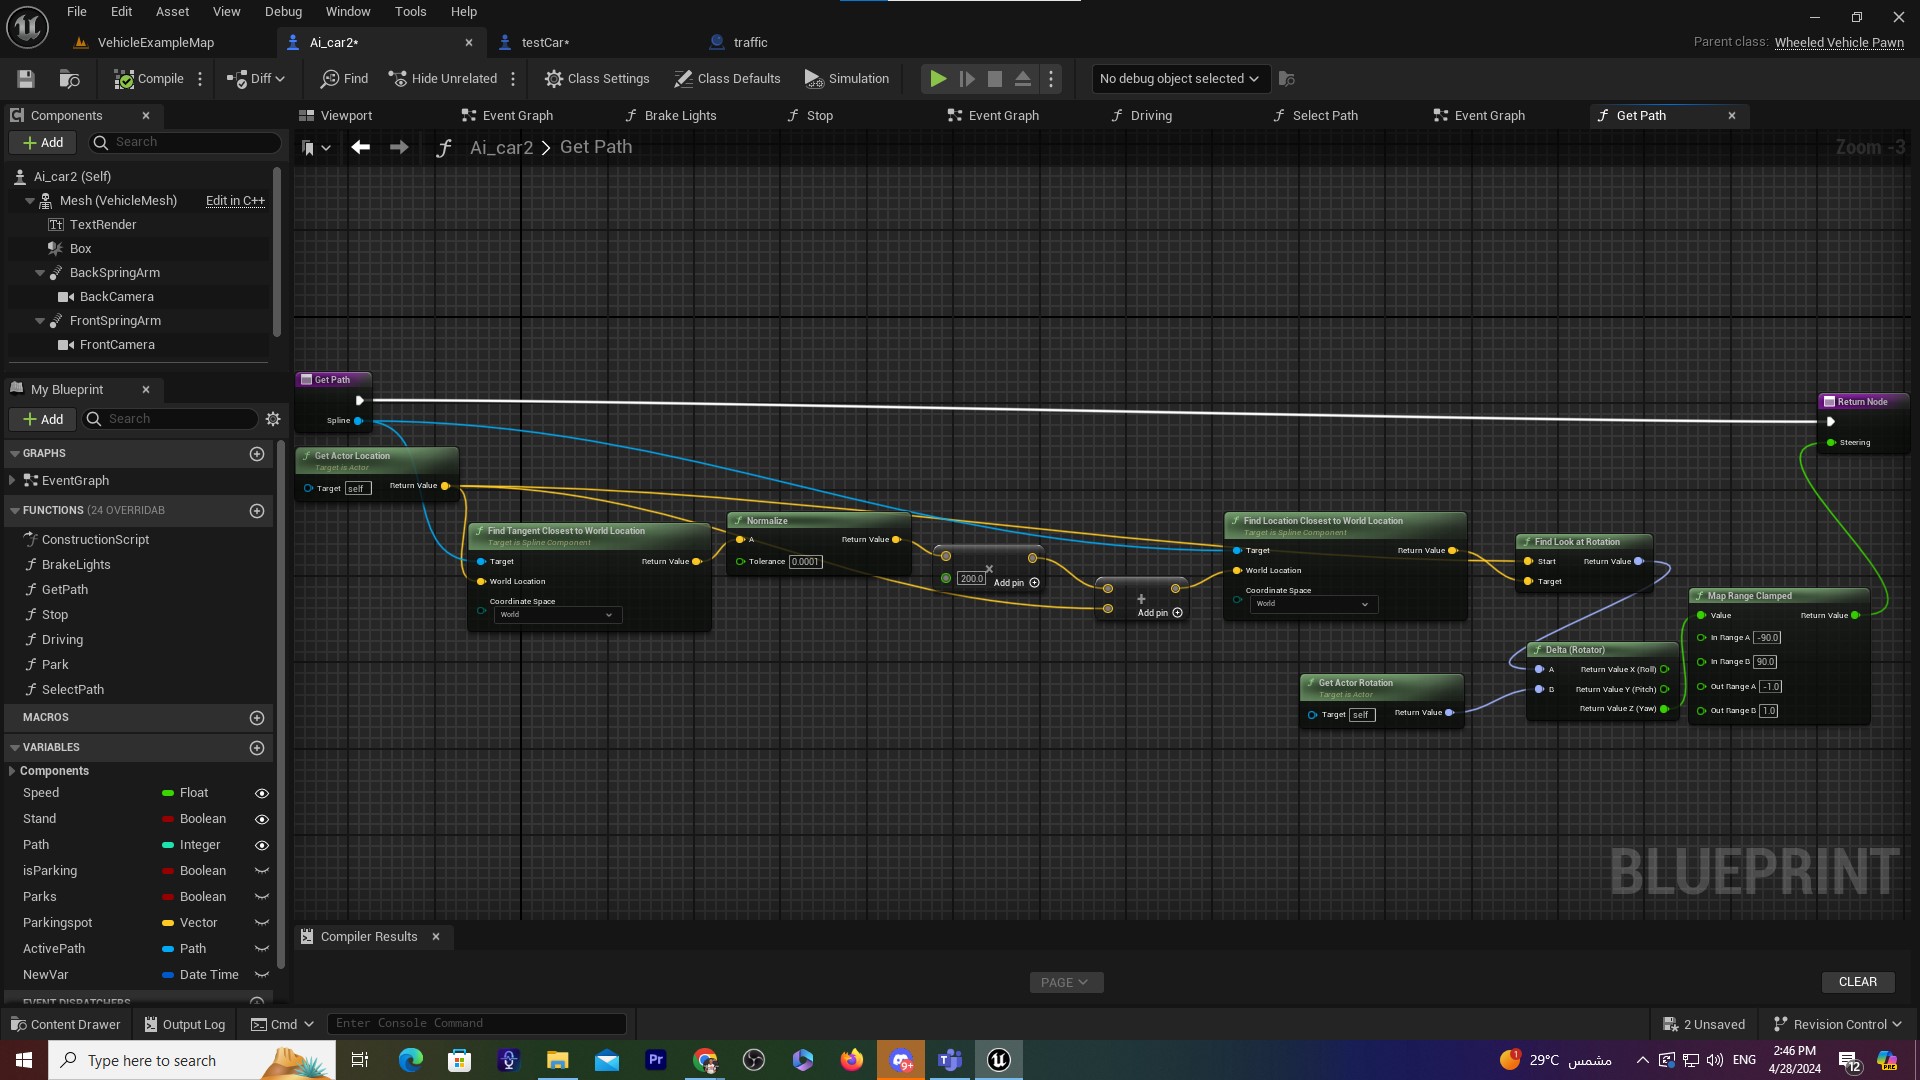 File Edit Asset View Debug Window Tools Help
VehicleExampleMap
Ai_car2*
testCar*
traffic
Parent class: Wheeled Vehicle Pawn
Compile
Diff
Find
Hide Unrelated
Class Settings
Class Defaults
Simulation
No debug object selected
Components
Add
Search
Ai_car2 (Self)
Mesh (VehicleMesh) Edit in C++
TextRender
Box
BackSpringArm
BackCamera
FrontSpringArm
FrontCamera
My Blueprint
Add
Search
GRAPHS
EventGraph
FUNCTIONS (24 OVERRIDAB
ConstructionScript
BrakeLights
GetPath
Stop
Driving
Park
SelectPath
MACROS
VARIABLES
Components
Speed Float
Stand Boolean
Path Integer
isParking Boolean
Parks Boolean
Parkingspot Vector
ActivePath Path
NewVar Date Time
EVENT DISPATCHERS
Viewport
Event Graph
Brake Lights
Stop
Event Graph
Driving
Select Path
Event Graph
Get Path
Ai_car2 > Get Path
Zoom -3
Get Path
Spline
Get Actor Location
Target is Actor
Target self Return Value
Find Tangent Closest to World Location
Target is Spline Component
Target Return Value
World Location
Coordinate Space
World
Normalize
A Return Value
Tolerance 0.0001
200.0
Add pin
Add pin
Find Location Closest to World Location
Target is Spline Component
Target Return Value
World Location
Coordinate Space
World
Get Actor Rotation
Target is Actor
Target self Return Value
Find Look at Rotation
Start Return Value
Target
Delta (Rotator)
A Return Value X (Roll)
B Return Value Y (Pitch)
Return Value Z (Yaw)
Map Range Clamped
Value Return Value
In Range A -90.0
In Range B 90.0
Out Range A -1.0
Out Range B 1.0
Return Node
Steering
BLUEPRINT
Compiler Results
PAGE
CLEAR
Content Drawer
Output Log
Cmd
Enter Console Command
2 Unsaved
Revision Control
Type here to search
Pr
9+
1
29°C مشمس
ENG
2:46 PM
4/28/2024
12
PRE